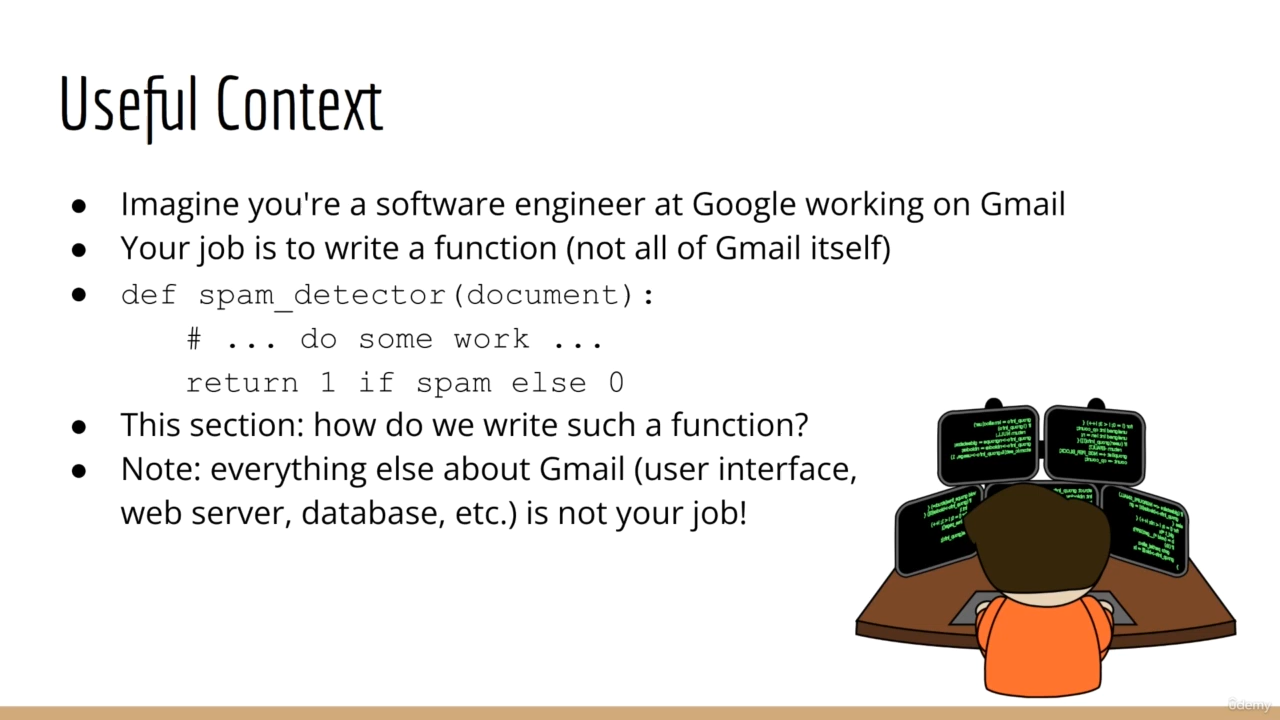 Useful Context
● Imagine you're a software engineer at Google working on Gmail
● Your job is to write a function (not all of Gmail itself)
● def spam_detector(document):
# ... do some work ...
return 1 if spam else 0
● This section: how do we write such a function?
● Note: everything else about Gmail (user interface,
web server, database, etc.) is not your job!
ûdemy